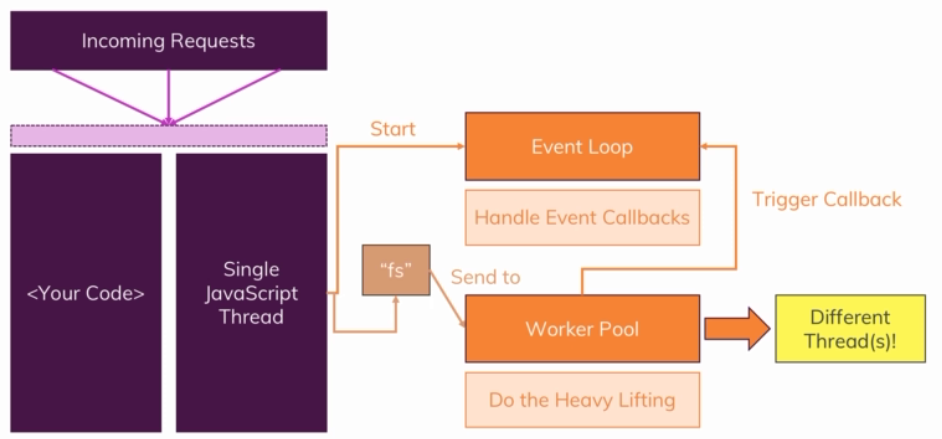 Incoming Requests
Start
Event Loop
Trigger Callback
Handle Event Callbacks
<Your Code>
Single
JavaScript
Thread
“fs”
Send to
Worker Pool
Different
Thread(s)!
Do the Heavy Lifting